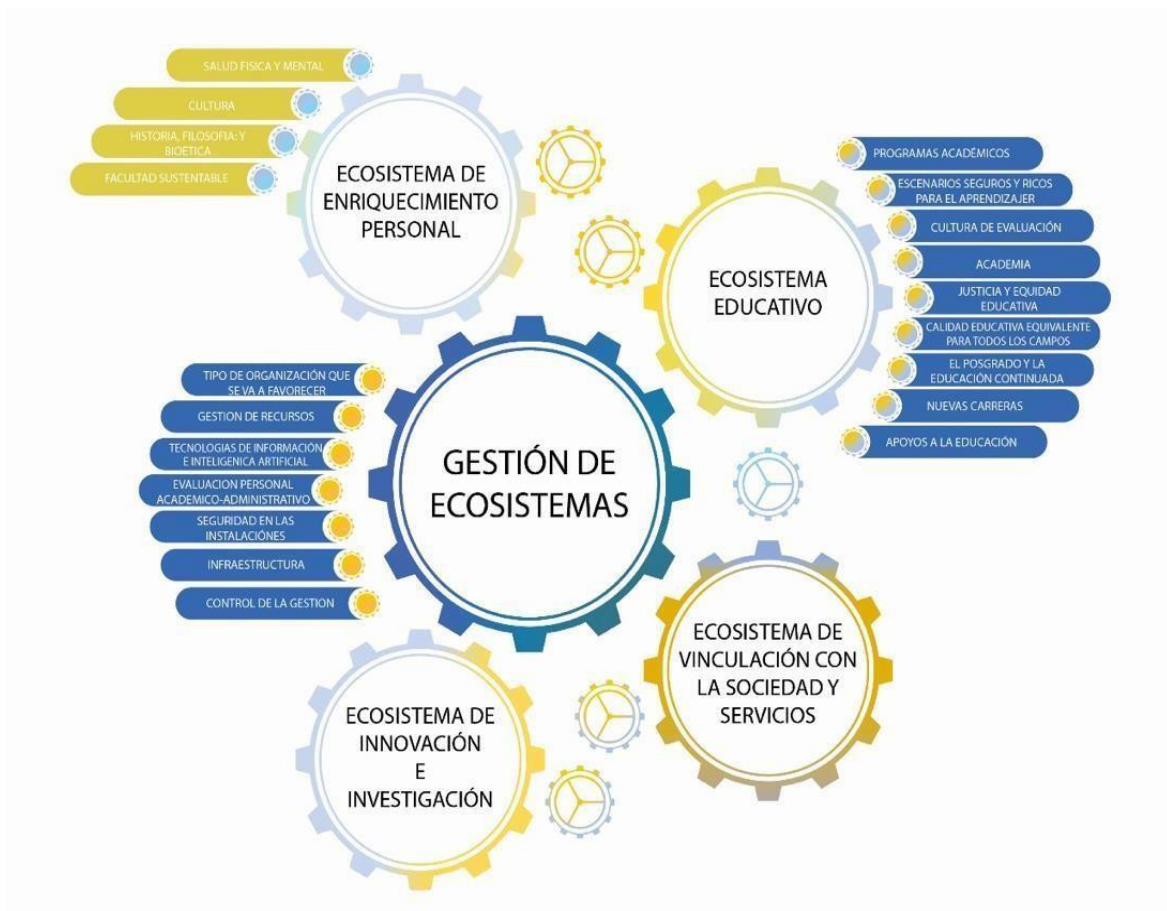 SALUD FISICA Y MENTAL
CULTURA
HISTORIA, FILOSOFIA: Y
BIOÉTICA
FACULTAD SUSTENTABLE
ECOSISTEMA DE
ENRIQUECIMIENTO
PERSONAL
PROGRAMAS ACADÉMICOS
ESCENARIOS SEGUROS Y RICOS
PARA EL APRENDIZAJER
CULTURA DE EVALUACIÓN
ACADEMIA
JUSTICIA Y EQUIDAD
EDUCATIVA
CALIDAD EDUCATIVA EQUIVALENTE
PARA TODOS LOS CAMPOS
EL POSGRADO Y LA
EDUCACIÓN CONTINUADA
NUEVAS CARRERAS
APOYOS A LA EDUCACIÓN
ECOSISTEMA
EDUCATIVO
TIPO DE ORGANIZACIÓN QUE
SE VA A FAVORECER
GESTION DE RECURSOS
TECNOLOGIAS DE INFORMACIÓN
E INTELIGENICA ARTIFICIAL
EVALUACION PERSONAL
ACADEMICO-ADMINISTRATIVO
SEGURIDAD EN LAS
INSTALACIÓNES
INFRAESTRUCTURA
CONTROL DE LA GESTION
GESTIÓN DE
ECOSISTEMAS
ECOSISTEMA DE
VINCULACIÓN CON
LA SOCIEDAD Y
SERVICIOS
ECOSISTEMA DE
INNOVACIÓN
E
INVESTIGACIÓN